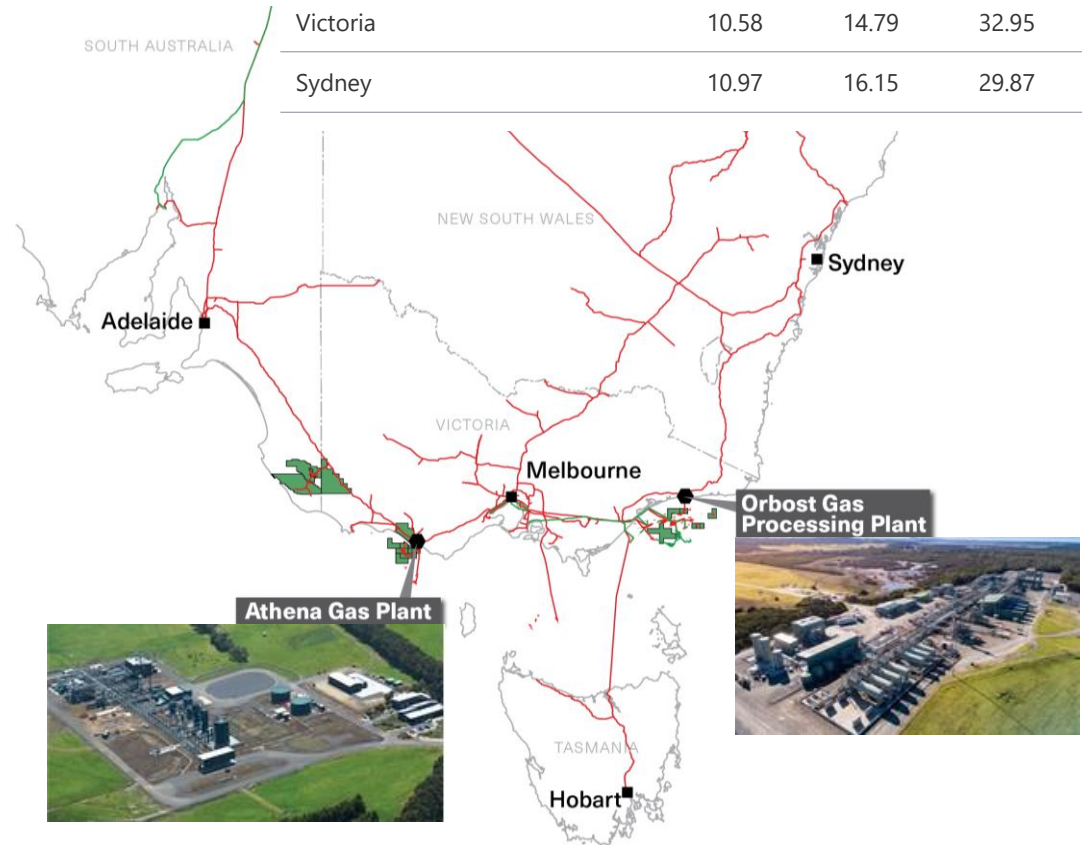 Victoria 10.58 14.79 32.95
Sydney 10.97 16.15 29.87
SOUTH AUSTRALIA
NEW SOUTH WALES
Sydney
Adelaide
VICTORIA
Melbourne
Orbost Gas
Processing Plant
Athena Gas Plant
TASMANIA
Hobart